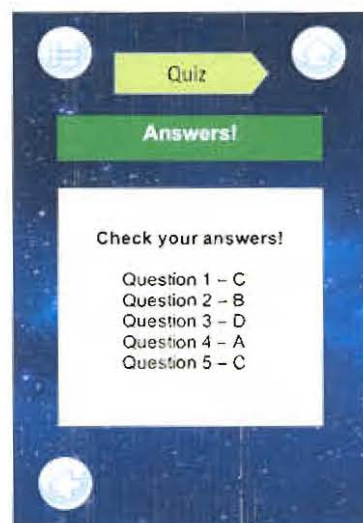 Quiz
Answers!
Check your answers!
Question 1 – C
Question 2 – B
Question 3 – D
Question 4 – A
Question 5 – C